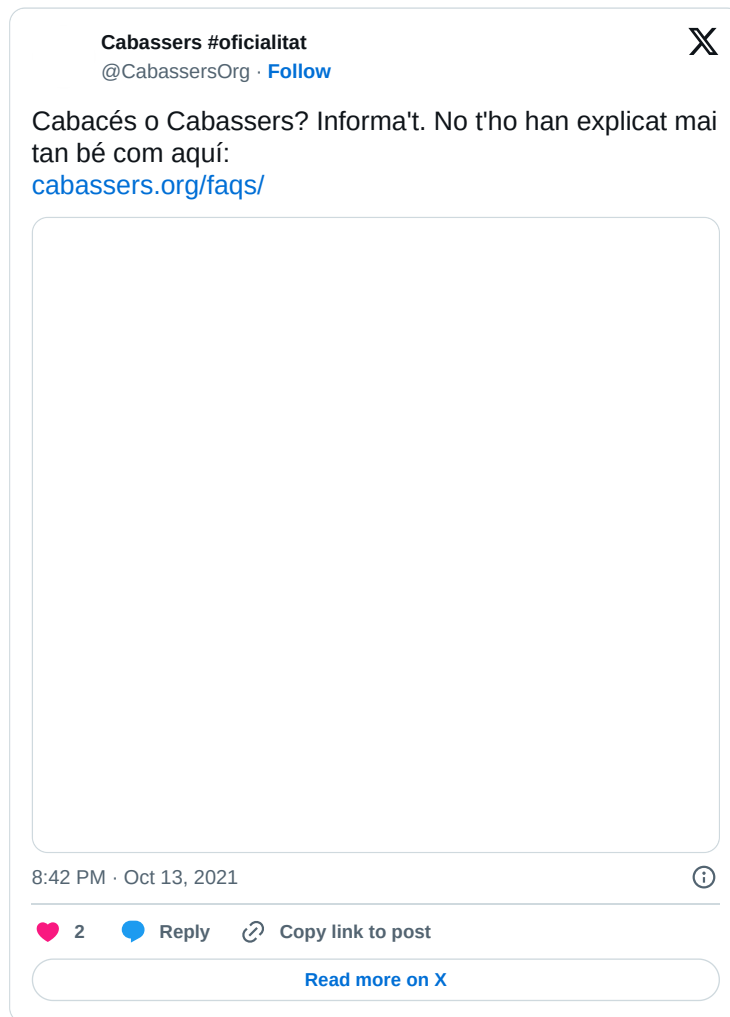 Cabassers #oficialitat
@CabassersOrg · Follow
Cabacés o Cabassers? Informa't. No t'ho han explicat mai
tan bé com aquí:
cabassers.org/faqs/
8:42 PM · Oct 13, 2021
2 Reply Copy link to post
Read more on X